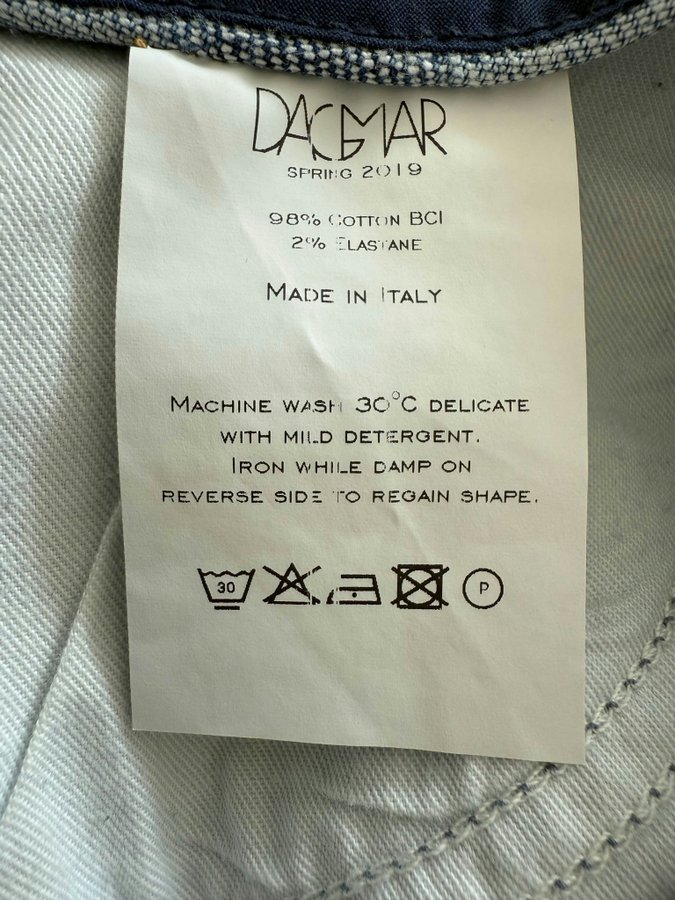 DAGMAR
SPRING 2019
98% COTTON BCI
2% ELASTANE
MADE IN ITALY
MACHINE WASH 30°C DELICATE
WITH MILD DETERGENT.
IRON WHILE DAMP ON
REVERSE SIDE TO REGAIN SHAPE.
30 P